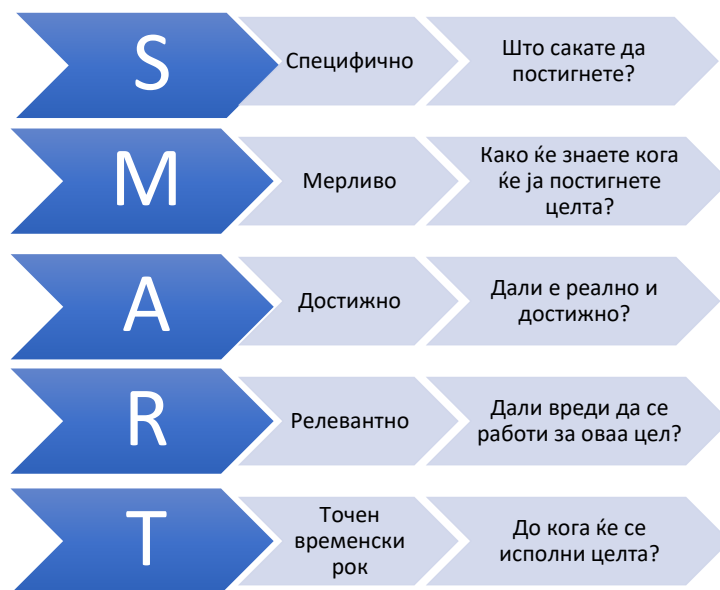 S
Специфично
Што сакате да
постигнете?
M
Мерливо
Како ќе знаете кога
ќе ја постигнете
целта?
A
Достижно
Дали е реално и
достижно?
R
Релевантно
Дали вреди да се
работи за оваа цел?
T
Точен
временски
рок
До кога ќе се
исполни целта?